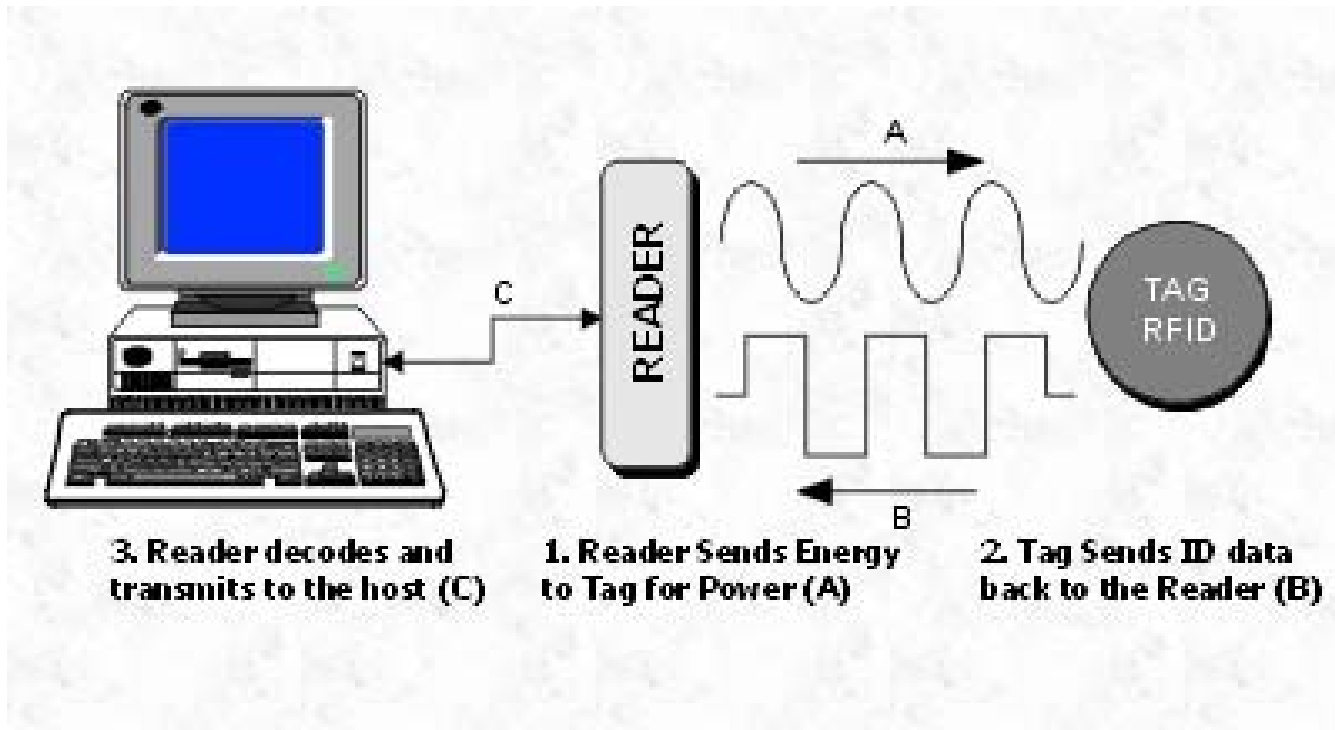 A
C
READER
TAG
RFID
B
3. Reader decodes and
transmits to the host (C)
1. Reader Sends Energy
to Tag for Power (A)
2. Tag Sends ID data
back to the Reader (B)